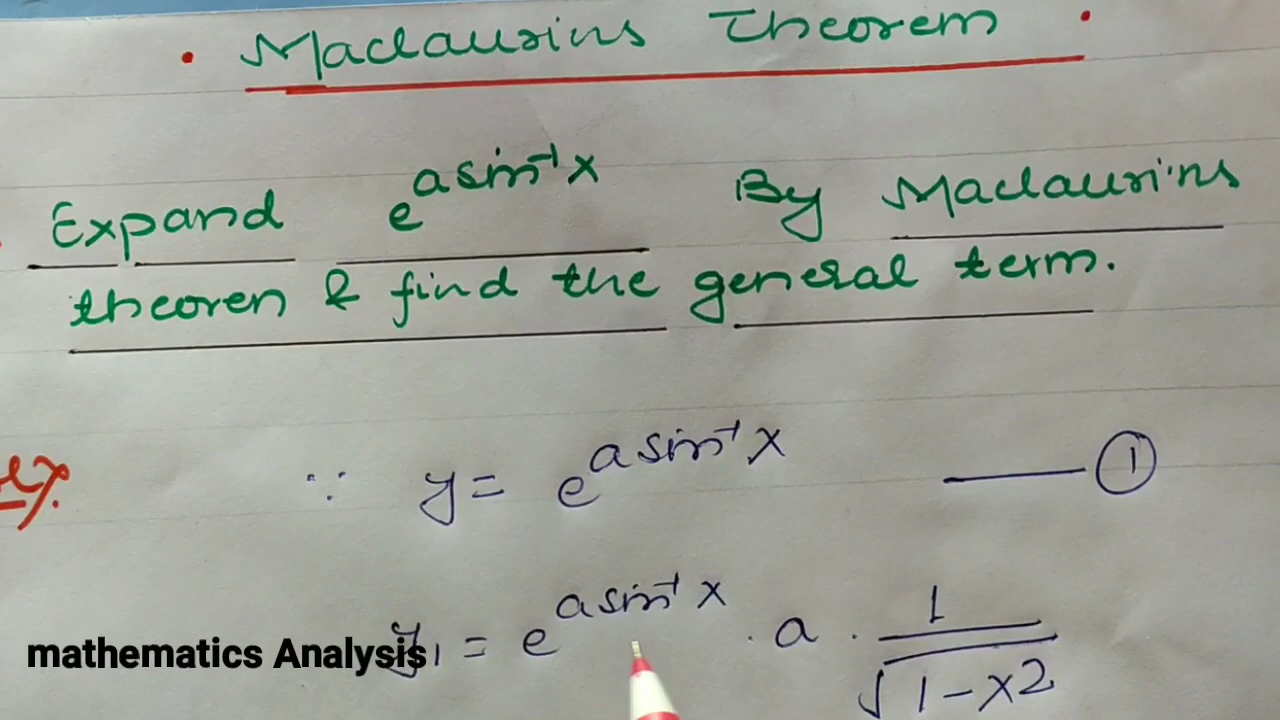 • Maclaurins Theorem •
Expand e^{a sin⁻¹x} By Maclaurins
theoren & find the general term.
∵ y = e^{a sin⁻¹x} —— ①
y₁ = e^{a sin⁻¹x} . a . 1/√(1-x2)
mathematics Analysis